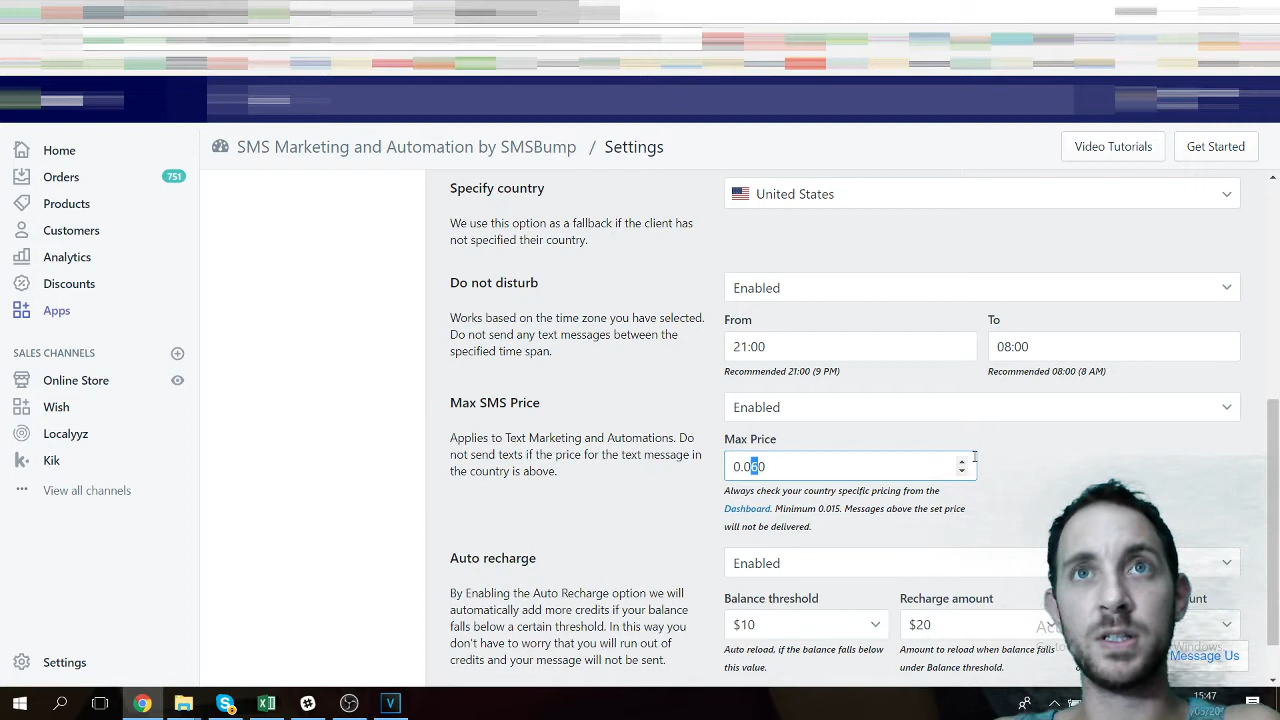 SMS Marketing and Automation by SMSBump / Settings
Video Tutorials
Get Started
Home
Orders 751
Products
Customers
Analytics
Discounts
Apps
SALES CHANNELS
Online Store
Wish
Localyyz
Kik
View all channels
Settings
Specify country
We use this option as a fallback if the client has
not specified their country.
United States
Do not disturb
Works based on the time zone you have selected.
Do not send any text messages between the
specified time span.
Enabled
From
To
21:00
08:00
Recommended 21:00 (9 PM)
Recommended 08:00 (8 AM)
Max SMS Price
Applies to Text Marketing and Automations. Do
not send texts if the price for the text message in
the country is above.
Enabled
Max Price
0.060
Always check your country specific pricing from the
Dashboard. Minimum 0.015. Messages above the set price
will not be delivered.
Auto recharge
By Enabling the Auto Recharge option we will
automatically add more credits if your balance
falls below a certain threshold. In this way you
don't have to worry that you will run out of
credits and your message will not be sent.
Enabled
Balance threshold
Recharge amount
$10
$20
Auto reload, if the balance falls below
this value.
Amount to reload when balance falls
under Balance threshold.
Message Us
15:47